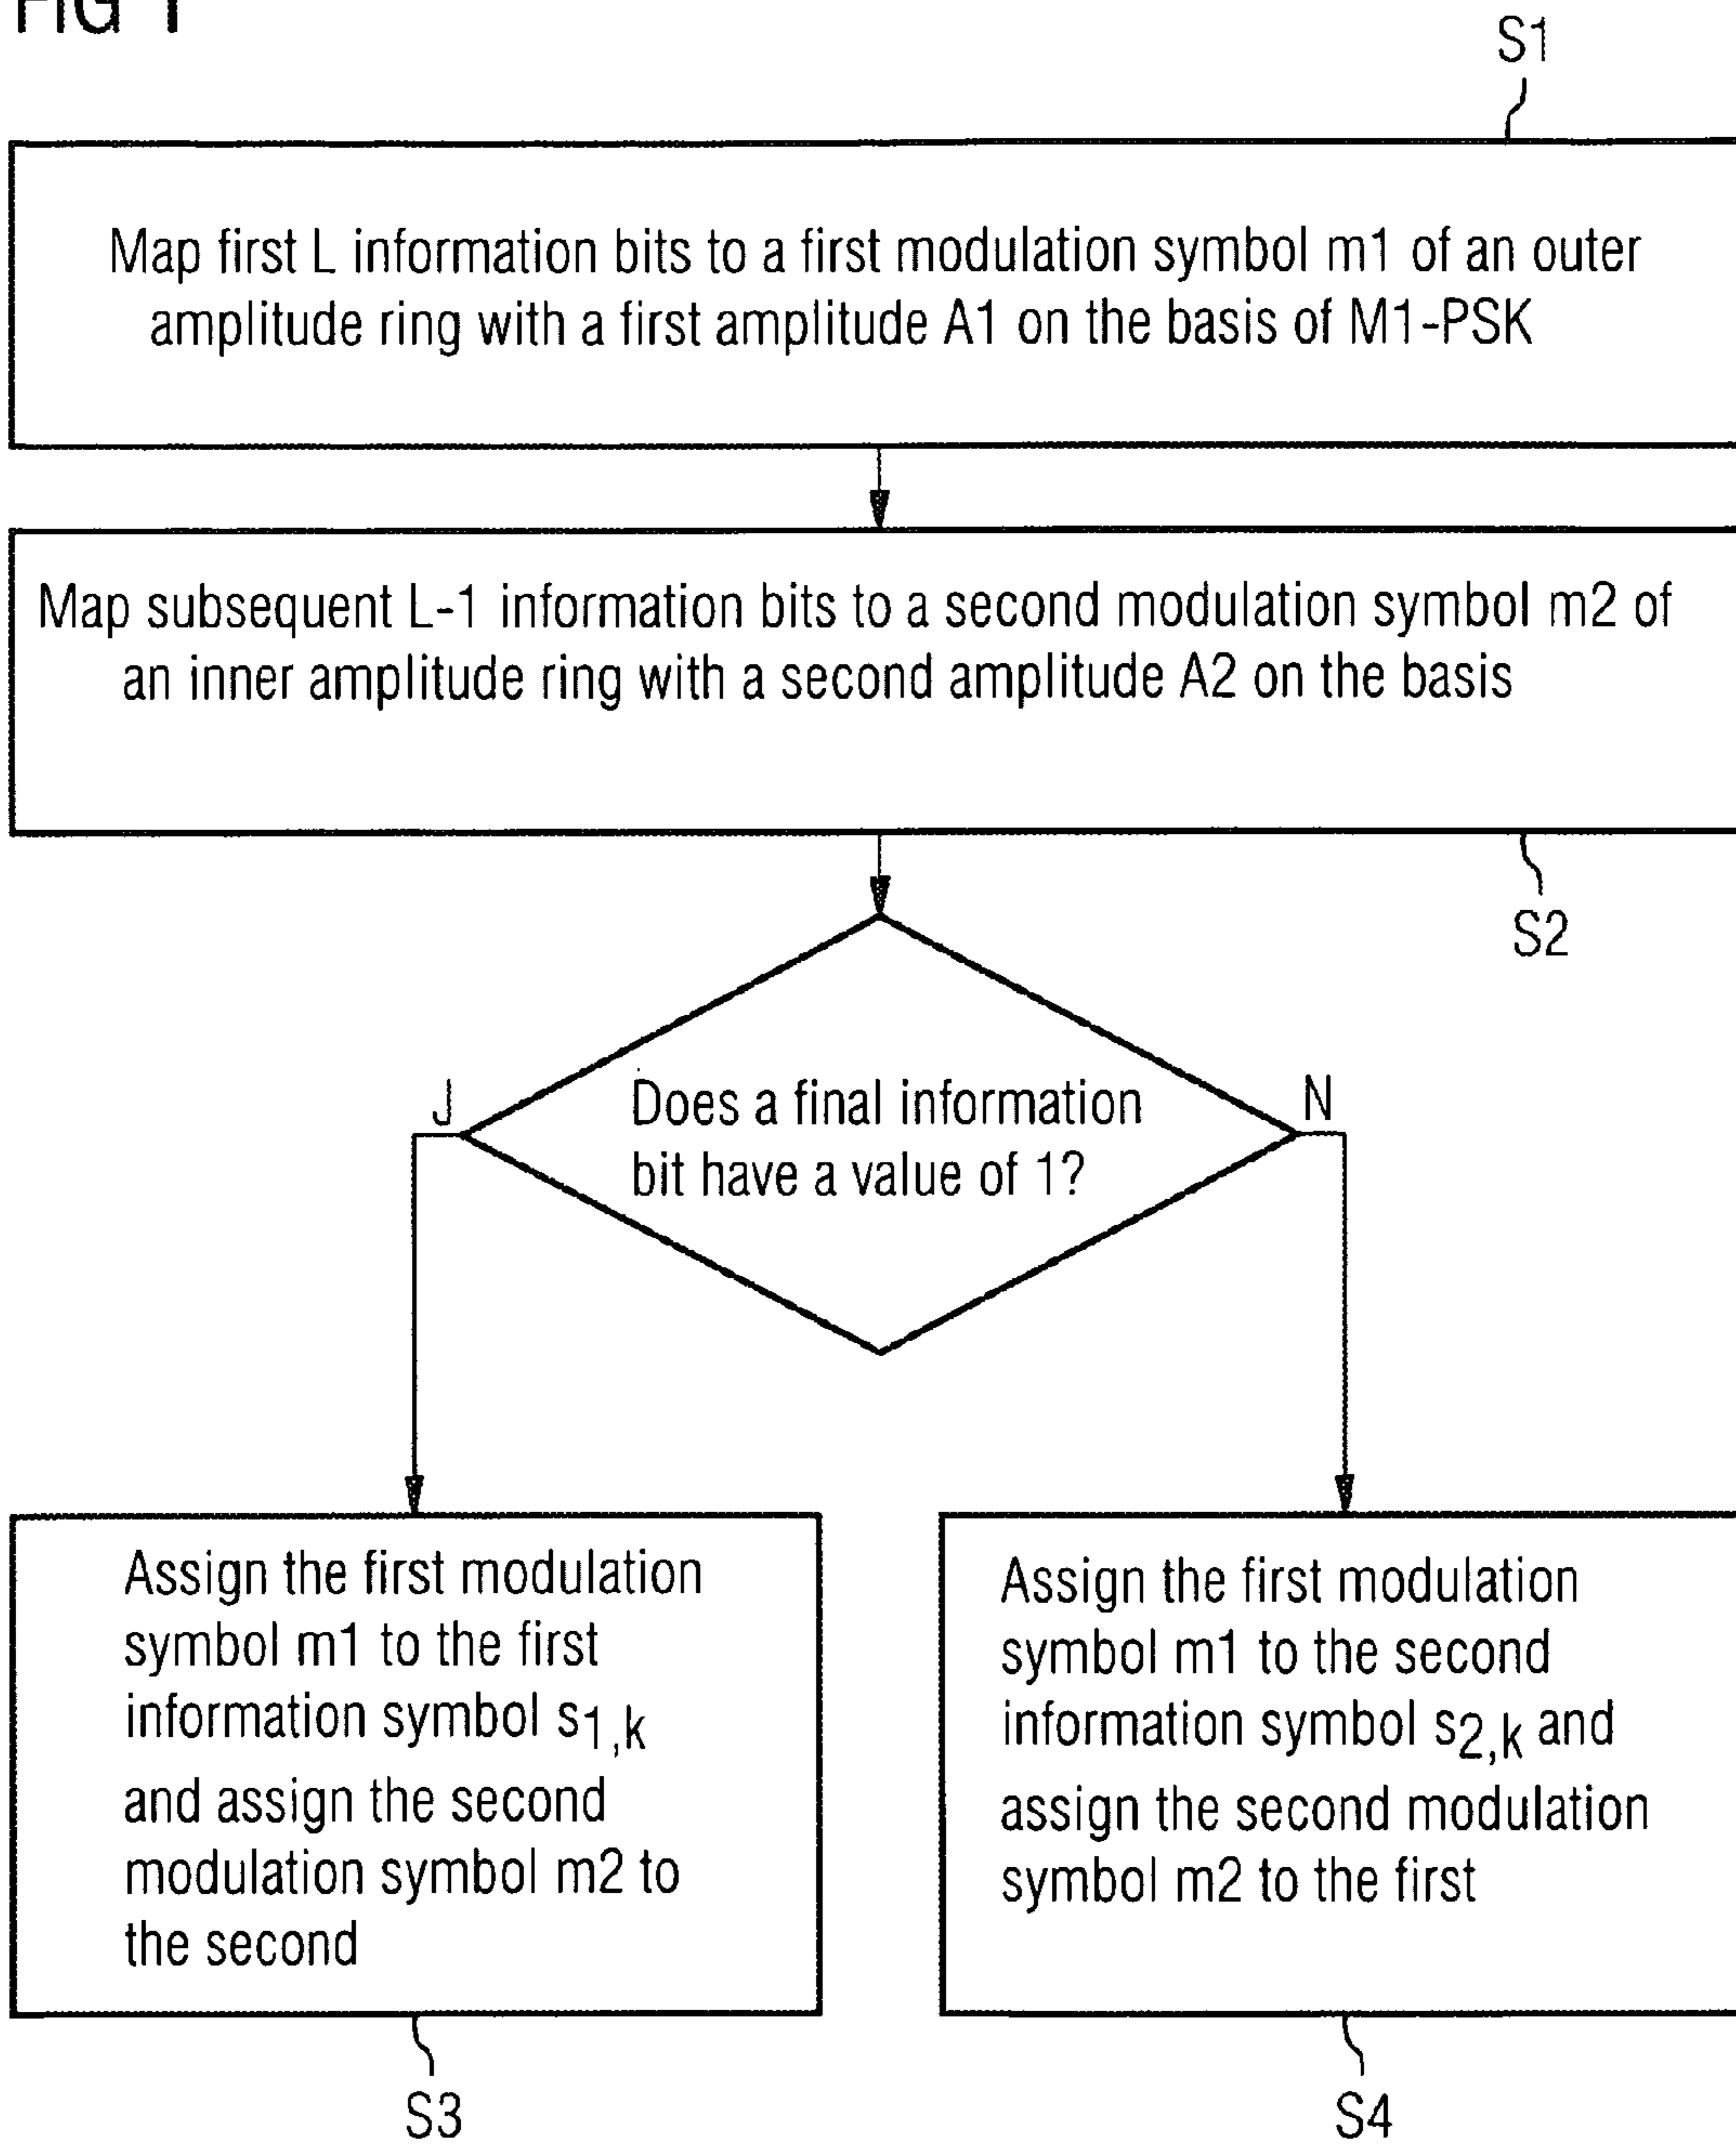 FIG 1
S1
Map first L information bits to a first modulation symbol m1 of an outer
amplitude ring with a first amplitude A1 on the basis of M1-PSK
Map subsequent L-1 information bits to a second modulation symbol m2 of
an inner amplitude ring with a second amplitude A2 on the basis
S2
J
Does a final information
bit have a value of 1?
N
Assign the first modulation
symbol m1 to the first
information symbol s1,k
and assign the second
modulation symbol m2 to
the second
Assign the first modulation
symbol m1 to the second
information symbol s2,k and
assign the second modulation
symbol m2 to the first
S3
S4